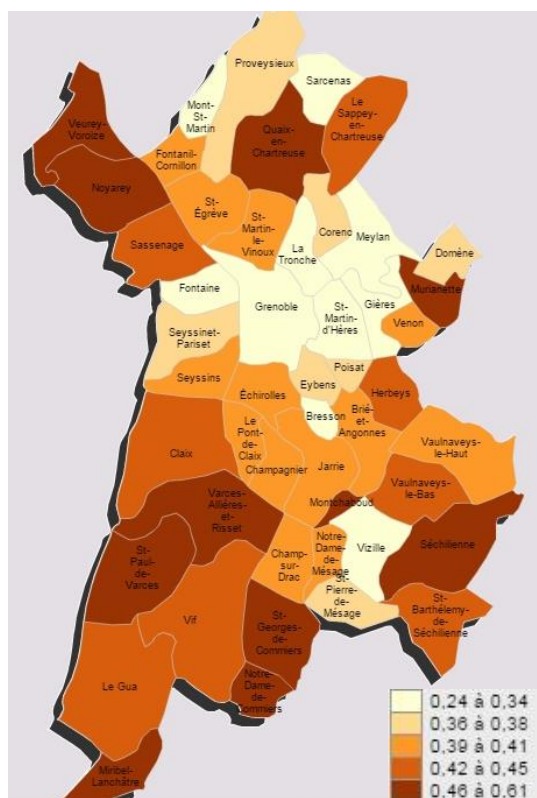 Proveysieux
Sarcenas
Mont-
St-
Martin
Le
Sappey-
en-
Chartreuse
Veurey-
Voroize
Quaix-
en-
Chartreuse
Fontanil-
Cornillon
Noyarey
St-
Égrève
St-
Martin-
le-
Vinoux
Corenc
Meylan
Sassenage
La
Tronche
Domène
Murianette
Fontaine
Grenoble
St-
Martin-
d'Hères
Gières
Venon
Seyssinet-
Pariset
Poisat
Seyssins
Eybens
Herbeys
Échirolles
Bresson
Brié-
et-
Angonnes
Le
Pont-
de-
Claix
Vaulnaveys-
le-Haut
Claix
Champagnier
Jarrie
Vaulnaveys-
le-Bas
Varces-
Allières-
et-
Risset
Montchaboud
Notre-
Dame-
de-
Mésage
Vizille
Séchilienne
St-
Paul-
de-
Varces
Champ-
sur-
Drac
St-
Pierre-
de-
Mésage
St-
Barthélemy-
de-
Séchilienne
Vif
St-
Georges-
de-
Commiers
Le Gua
Notre-
Dame-
de-
Commiers
Miribel-
Lanchâtre
0,24 à 0,34
0,36 à 0,38
0,39 à 0,41
0,42 à 0,45
0,46 à 0,61